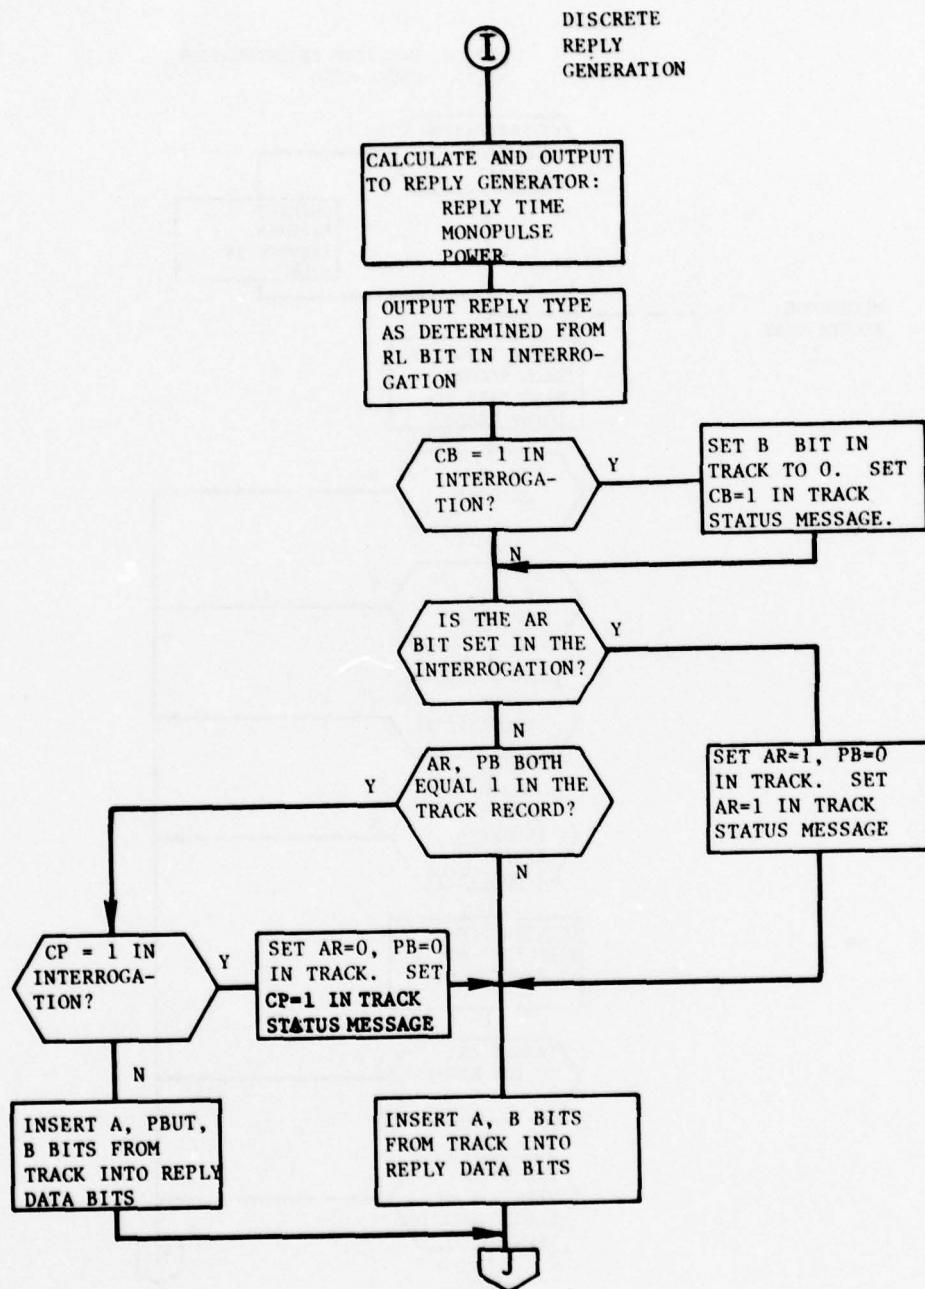 I
DISCRETE
REPLY
GENERATION
CALCULATE AND OUTPUT
TO REPLY GENERATOR:
REPLY TIME
MONOPULSE
POWER
OUTPUT REPLY TYPE
AS DETERMINED FROM
RL BIT IN INTERRO-
GATION
CB = 1 IN
INTERROGA-
TION?
Y
SET B BIT IN
TRACK TO 0. SET
CB=1 IN TRACK
STATUS MESSAGE.
N
IS THE AR
BIT SET IN THE
INTERROGATION?
Y
N
SET AR=1, PB=0
IN TRACK. SET
AR=1 IN TRACK
STATUS MESSAGE
AR, PB BOTH
EQUAL 1 IN THE
TRACK RECORD?
Y
N
CP = 1 IN
INTERROGA-
TION?
Y
SET AR=0, PB=0
IN TRACK. SET
CP=1 IN TRACK
STATUS MESSAGE
N
INSERT A, PBUT,
B BITS FROM
TRACK INTO REPLY
DATA BITS
INSERT A, B BITS
FROM TRACK INTO
REPLY DATA BITS
J